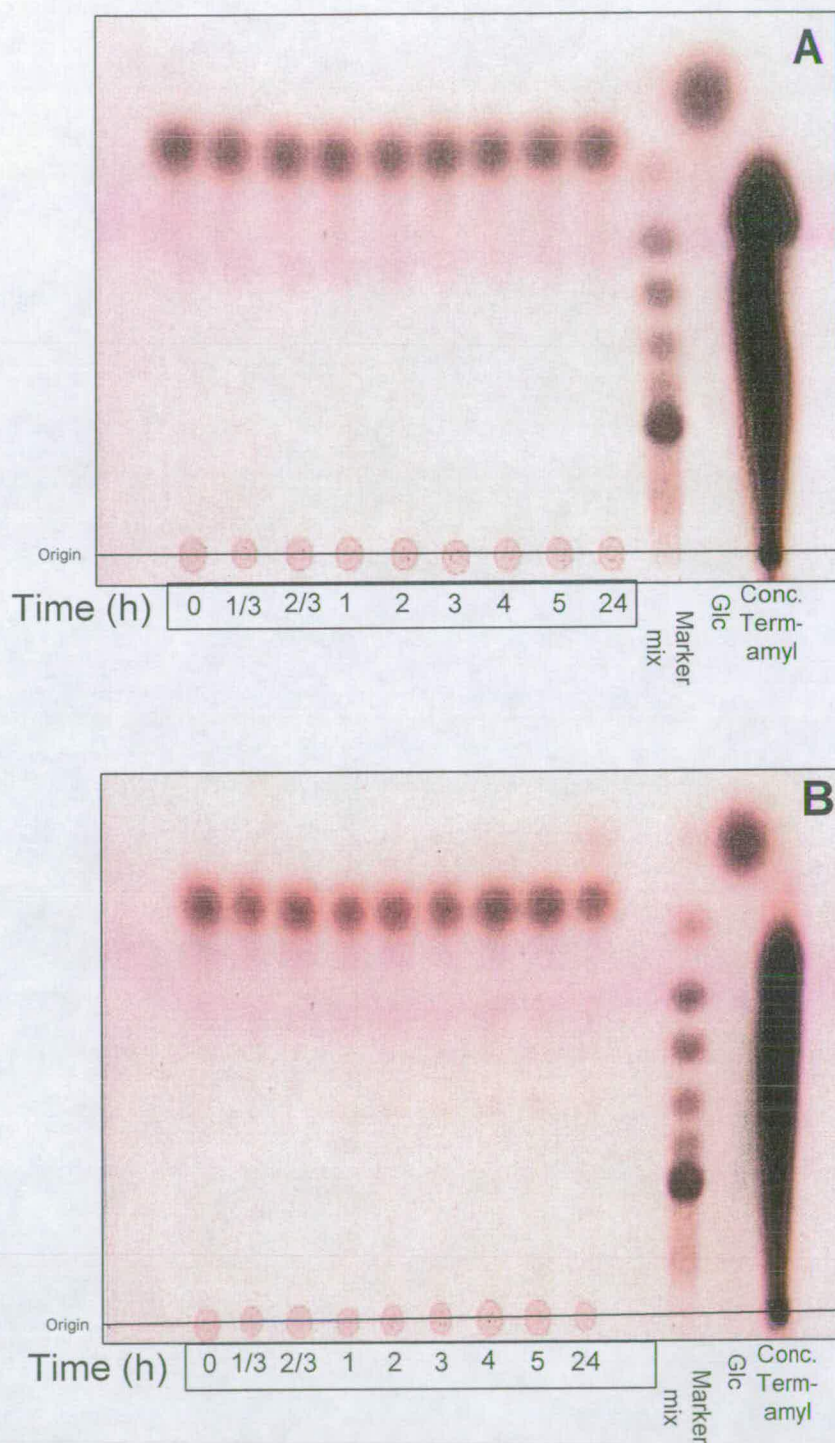 A
Origin
Time (h) 0 1/3 2/3 1 2 3 4 5 24
Marker
mix
Glc
Conc.
Term-
amyl
B
Origin
Time (h) 0 1/3 2/3 1 2 3 4 5 24
Marker
mix
Glc
Conc.
Term-
amyl